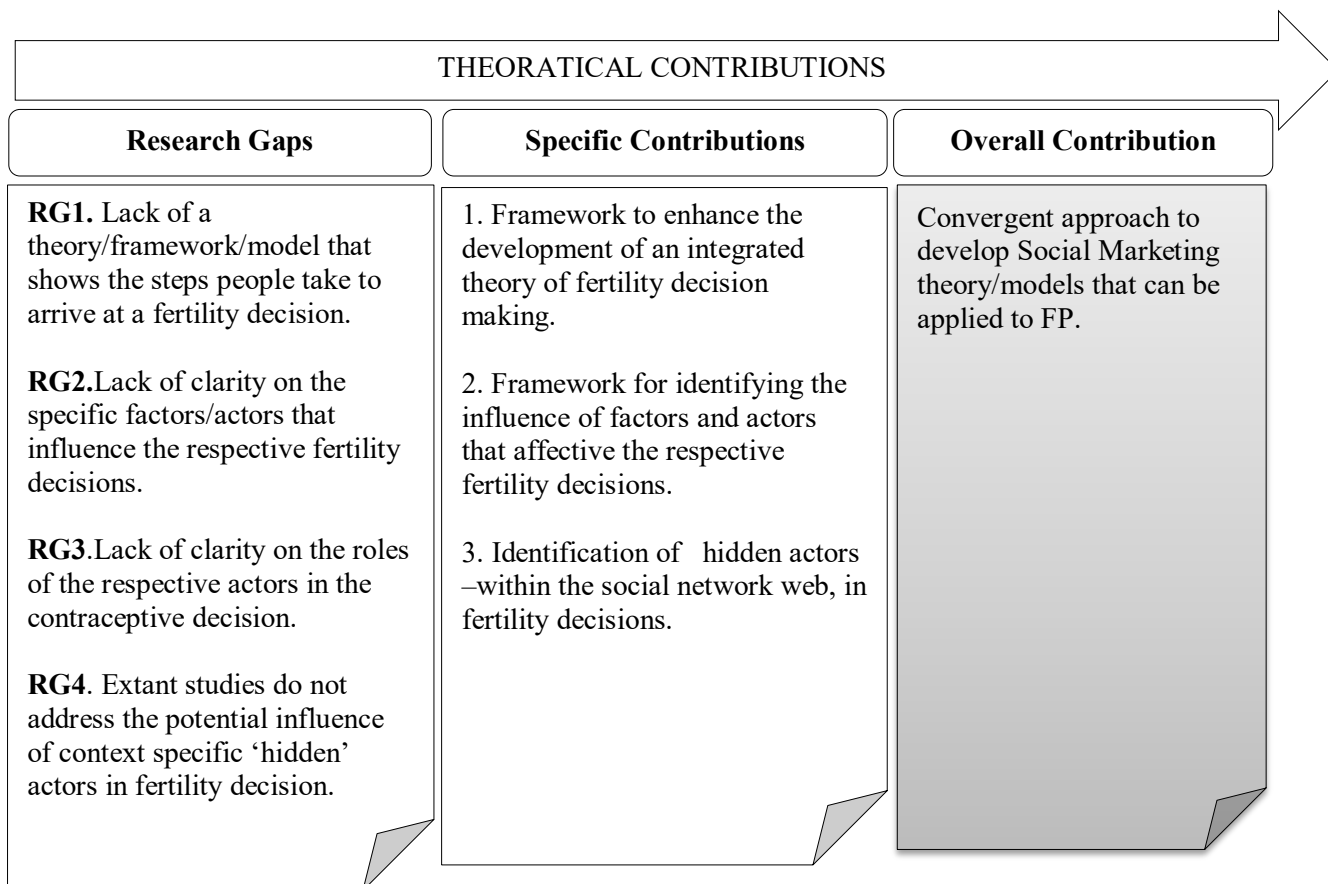 THEORATICAL CONTRIBUTIONS
Research Gaps
RG1. Lack of a
theory/framework/model that
shows the steps people take to
arrive at a fertility decision.
RG2.Lack of clarity on the
specific factors/actors that
influence the respective fertility
decisions.
RG3.Lack of clarity on the roles
of the respective actors in the
contraceptive decision.
RG4. Extant studies do not
address the potential influence
of context specific ‘hidden’
actors in fertility decision.
Specific Contributions
1. Framework to enhance the
development of an integrated
theory of fertility decision
making.
2. Framework for identifying the
influence of factors and actors
that affective the respective
fertility decisions.
3. Identification of hidden actors
–within the social network web, in
fertility decisions.
Overall Contribution
Convergent approach to
develop Social Marketing
theory/models that can be
applied to FP.